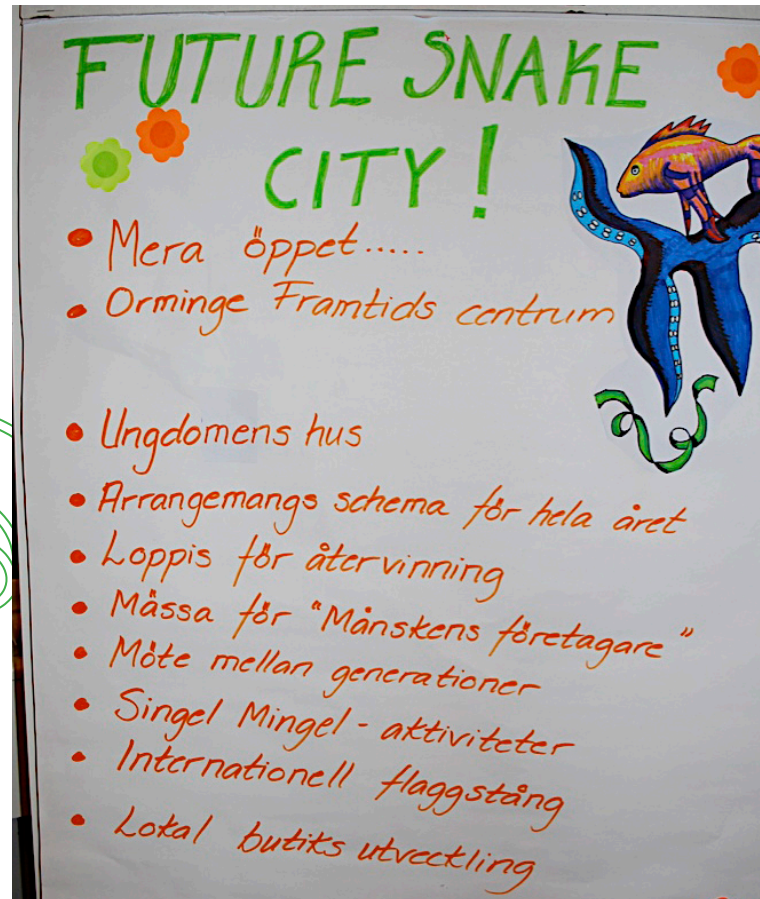 FUTURE SNAKE
CITY!
• Mera öppet.....
• Orminge Framtids centrum
• Ungdomens hus
• Arrangemangs schema för hela året
• Loppis för återvinning
• Mässa för "Månskens företagare"
• Möte mellan generationer
• Singel Mingel - aktiviteter
• Internationell flaggstång
• Lokal butiks utveckling